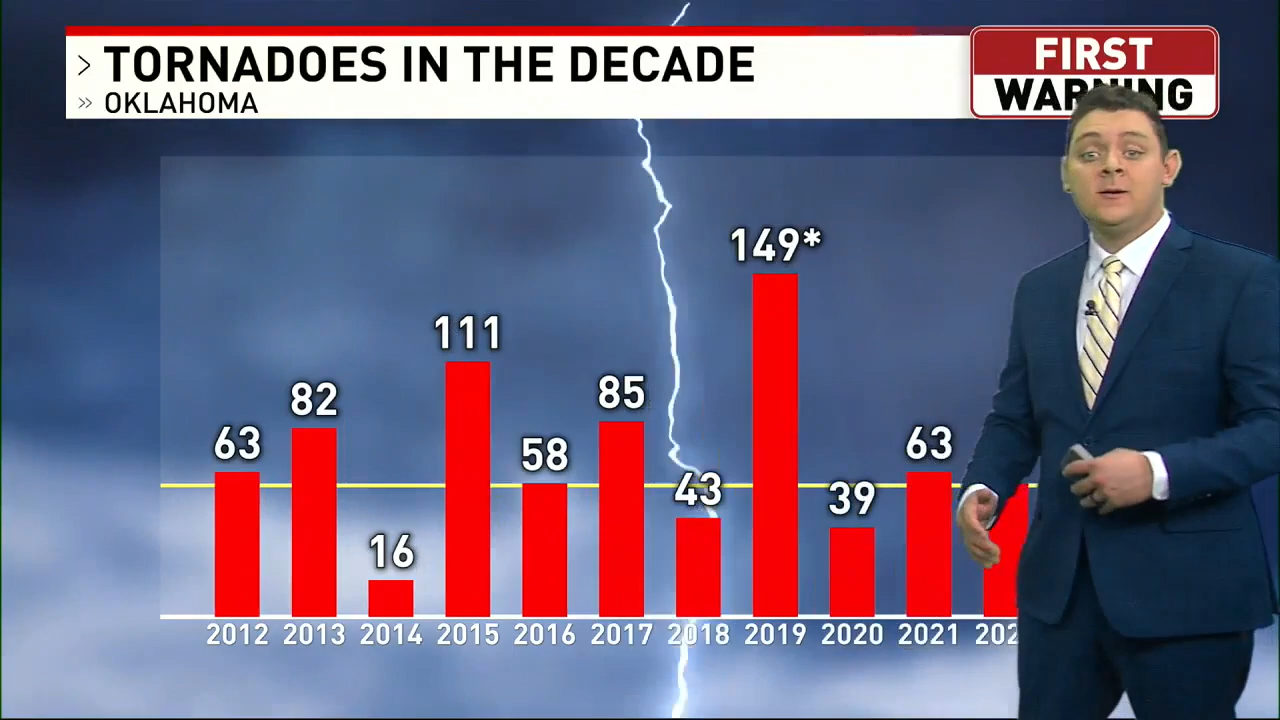 > TORNADOES IN THE DECADE
» OKLAHOMA
FIRST
WARNING
149*
111
85
82
63
63
58
43
39
16
2012 2013 2014 2015 2016 2017 2018 2019 2020 2021